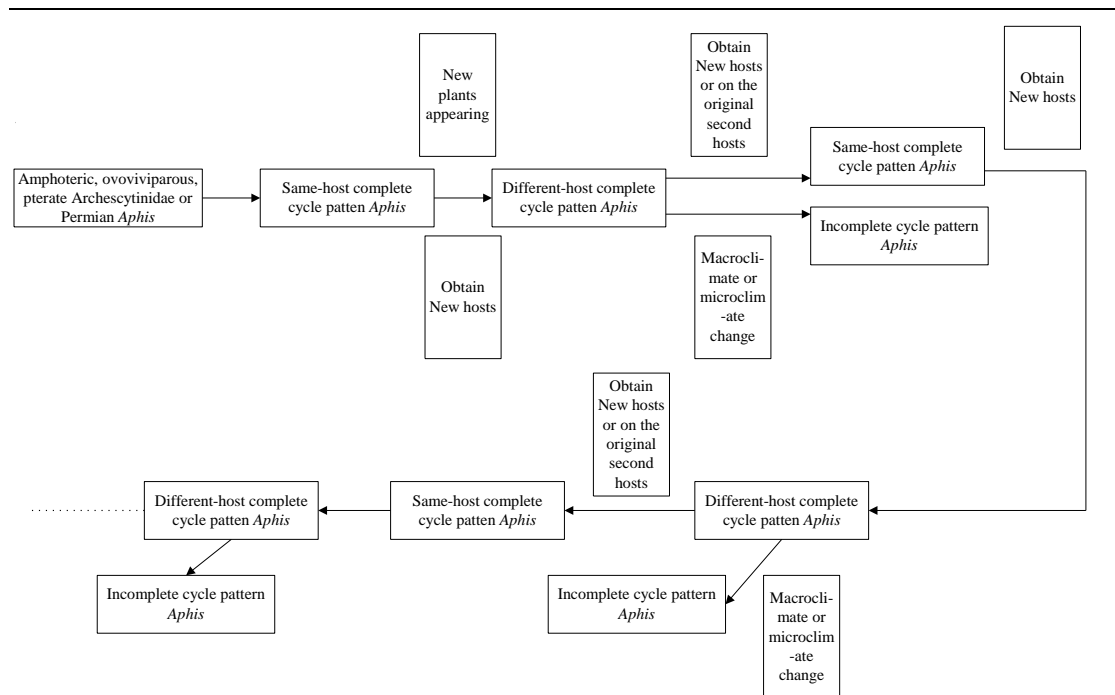 New
plants
appearing
Obtain
New hosts
or on the
original
second
hosts
Obtain
New hosts
Amphoteric, ovoviviparous,
pterate Archescytinidae or
Permian Aphis
Same-host complete
cycle patten Aphis
Different-host complete
cycle patten Aphis
Same-host complete
cycle patten Aphis
Incomplete cycle pattern
Aphis
Obtain
New hosts
Macrocli-
mate or
microclim
-ate
change
Obtain
New hosts
or on the
original
second
hosts
Different-host complete
cycle patten Aphis
Same-host complete
cycle patten Aphis
Different-host complete
cycle patten Aphis
Incomplete cycle pattern
Aphis
Incomplete cycle pattern
Aphis
Macrocli-
mate or
microclim
-ate
change